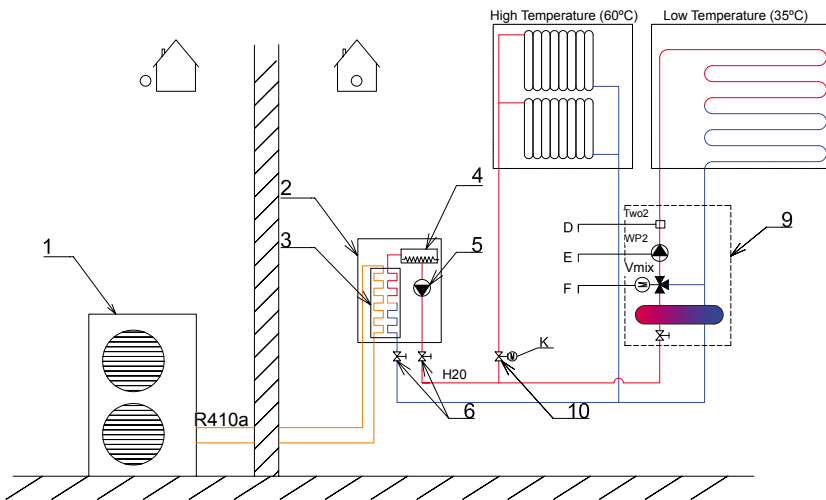 High Temperature (60ºC)
Low Temperature (35ºC)
1
2
3
4
5
6
9
10
D
E
F
K
Two2
WP2
Vmix
M
M
H20
R410a